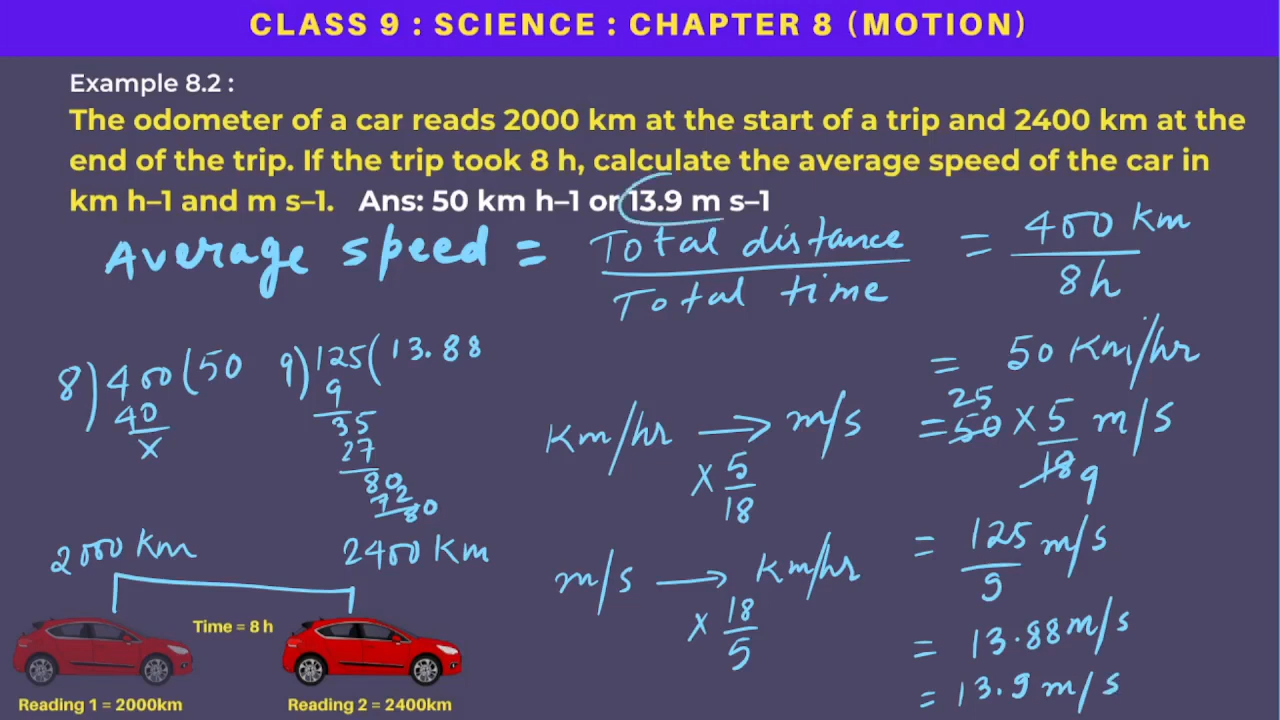 CLASS 9 : SCIENCE : CHAPTER 8 (MOTION)
Example 8.2 :
The odometer of a car reads 2000 km at the start of a trip and 2400 km at the
end of the trip. If the trip took 8 h, calculate the average speed of the car in
km h–1 and m s–1. Ans: 50 km h–1 or 13.9 m s–1
Average speed = Total distance / Total time = 400 km / 8 h
= 50 Km/hr
= 50 25 × 5 / 18 9 m/s
= 125 / 9 m/s
= 13.88 m/s
= 13.9 m/s
8) 400 (50
40
x
9) 125 (13.88
9
35
27
80
72
80
Km/hr → m/s
× 5/18
m/s → Km/hr
× 18/5
2000 Km
2400 Km
Time = 8 h
Reading 1 = 2000km
Reading 2 = 2400km